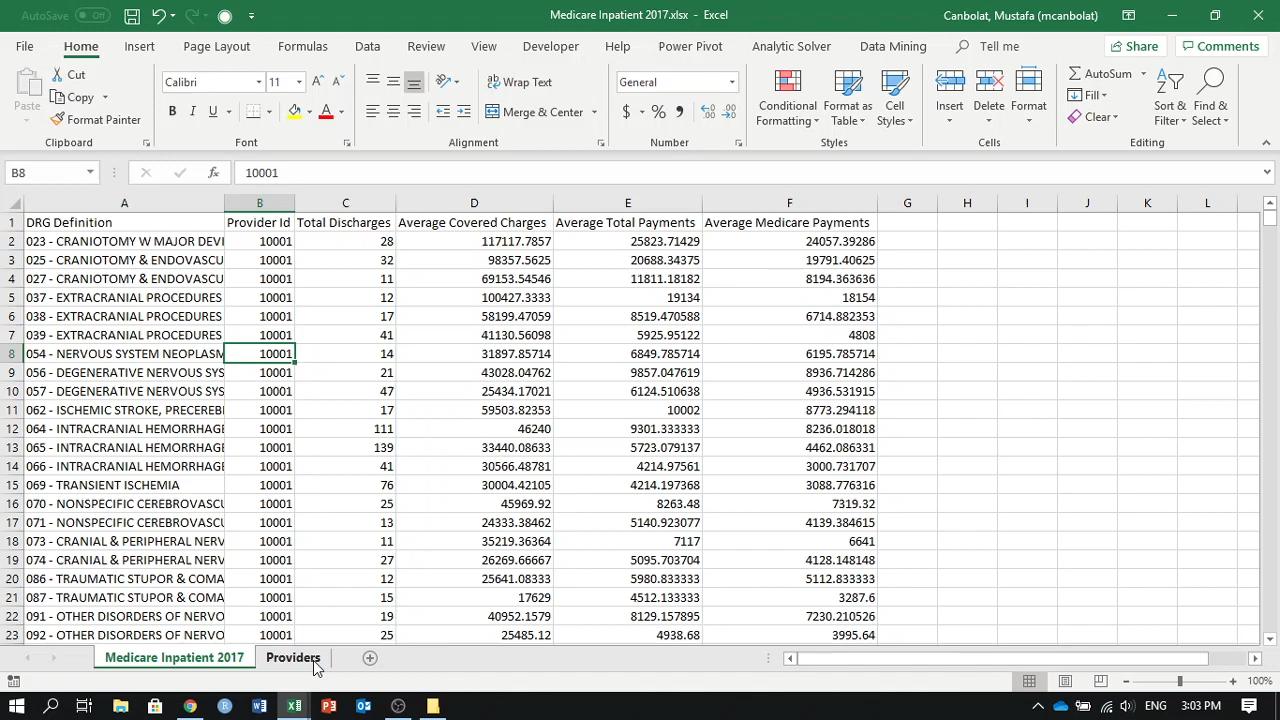 AutoSave Off Medicare Inpatient 2017.xlsx - Excel Canbolat, Mustafa (mcanbolat)
File Home Insert Page Layout Formulas Data Review View Developer Help Power Pivot Analytic Solver Data Mining Tell me Share Comments
Paste Cut Copy Format Painter Calibri 11 Wrap Text Merge & Center General Conditional Formatting Format as Table Cell Styles Insert Delete Format AutoSum Fill Clear Sort & Filter Find & Select
Clipboard Font Alignment Number Styles Cells Editing
B8 fx 10001
A B C D E F G H I J K L
1 DRG Definition Provider Id Total Discharges Average Covered Charges Average Total Payments Average Medicare Payments
2 023 - CRANIOTOMY W MAJOR DEVI 10001 28 117117.7857 25823.71429 24057.39286
3 025 - CRANIOTOMY & ENDOVASCU 10001 32 98357.5625 20688.34375 19791.40625
4 027 - CRANIOTOMY & ENDOVASCU 10001 11 69153.54546 11811.18182 8194.363636
5 037 - EXTRACRANIAL PROCEDURES 10001 12 100427.3333 19134 18154
6 038 - EXTRACRANIAL PROCEDURES 10001 17 58199.47059 8519.470588 6714.882353
7 039 - EXTRACRANIAL PROCEDURES 10001 41 41130.56098 5925.95122 4808
8 054 - NERVOUS SYSTEM NEOPLASM 10001 14 31897.85714 6849.785714 6195.785714
9 056 - DEGENERATIVE NERVOUS SYS 10001 21 43028.04762 9857.047619 8936.714286
10 057 - DEGENERATIVE NERVOUS SYS 10001 47 25434.17021 6124.510638 4936.531915
11 062 - ISCHEMIC STROKE, PRECEREBI 10001 17 59503.82353 10002 8773.294118
12 064 - INTRACRANIAL HEMORRHAGE 10001 111 46240 9301.333333 8236.018018
13 065 - INTRACRANIAL HEMORRHAGE 10001 139 33440.08633 5723.079137 4462.086331
14 066 - INTRACRANIAL HEMORRHAGE 10001 41 30566.48781 4214.97561 3000.731707
15 069 - TRANSIENT ISCHEMIA 10001 76 30004.42105 4214.197368 3088.776316
16 070 - NONSPECIFIC CEREBROVASCU 10001 25 45969.92 8263.48 7319.32
17 071 - NONSPECIFIC CEREBROVASCU 10001 13 24333.38462 5140.923077 4139.384615
18 073 - CRANIAL & PERIPHERAL NERV 10001 11 35219.36364 7117 6641
19 074 - CRANIAL & PERIPHERAL NERV 10001 27 26269.66667 5095.703704 4128.148148
20 086 - TRAUMATIC STUPOR & COMA 10001 12 25641.08333 5980.833333 5112.833333
21 087 - TRAUMATIC STUPOR & COMA 10001 15 17629 4512.133333 3287.6
22 091 - OTHER DISORDERS OF NERVO 10001 19 40952.1579 8129.157895 7230.210526
23 092 - OTHER DISORDERS OF NERVO 10001 25 25485.12 4938.68 3995.64
Medicare Inpatient 2017 Providers
100%
3:03 PM